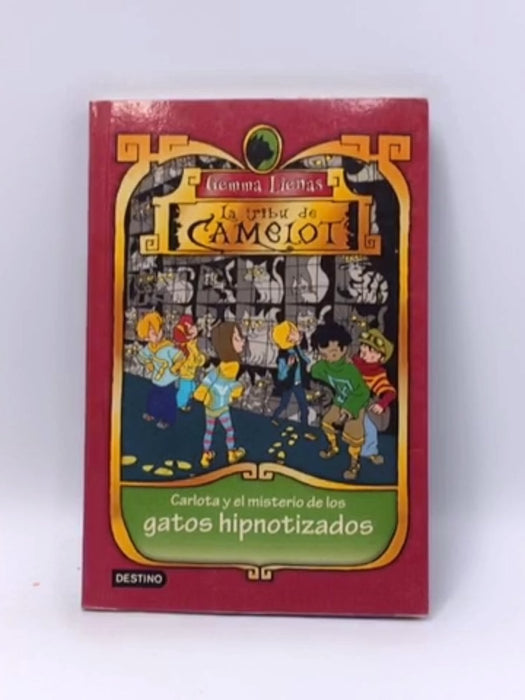 Gemma Lienas
La tribu de
CAMELOT
Carlota y el misterio de los
gatos hipnotizados
DESTINO